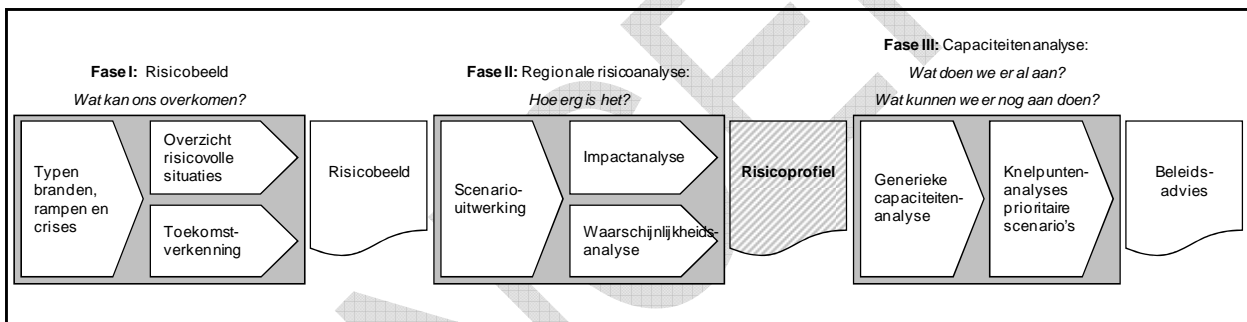 Fase I: Risicobeeld
Wat kan ons overkomen?
Typen
branden,
rampen en
crises
Overzicht
risicovolle
situaties
Toekomst-
verkenning
Risicobeeld
Fase II: Regionale risicoanalyse:
Hoe erg is het?
Scenario-
uitwerking
Impactanalyse
Waarschijnlijkheids-
analyse
Risicoprofiel
Fase III: Capaciteitenanalyse:
Wat doen we er al aan?
Wat kunnen we er nog aan doen?
Generieke
capaciteiten-
analyse
Knelpunten-
analyses
prioritaire
scenario's
Beleids-
advies